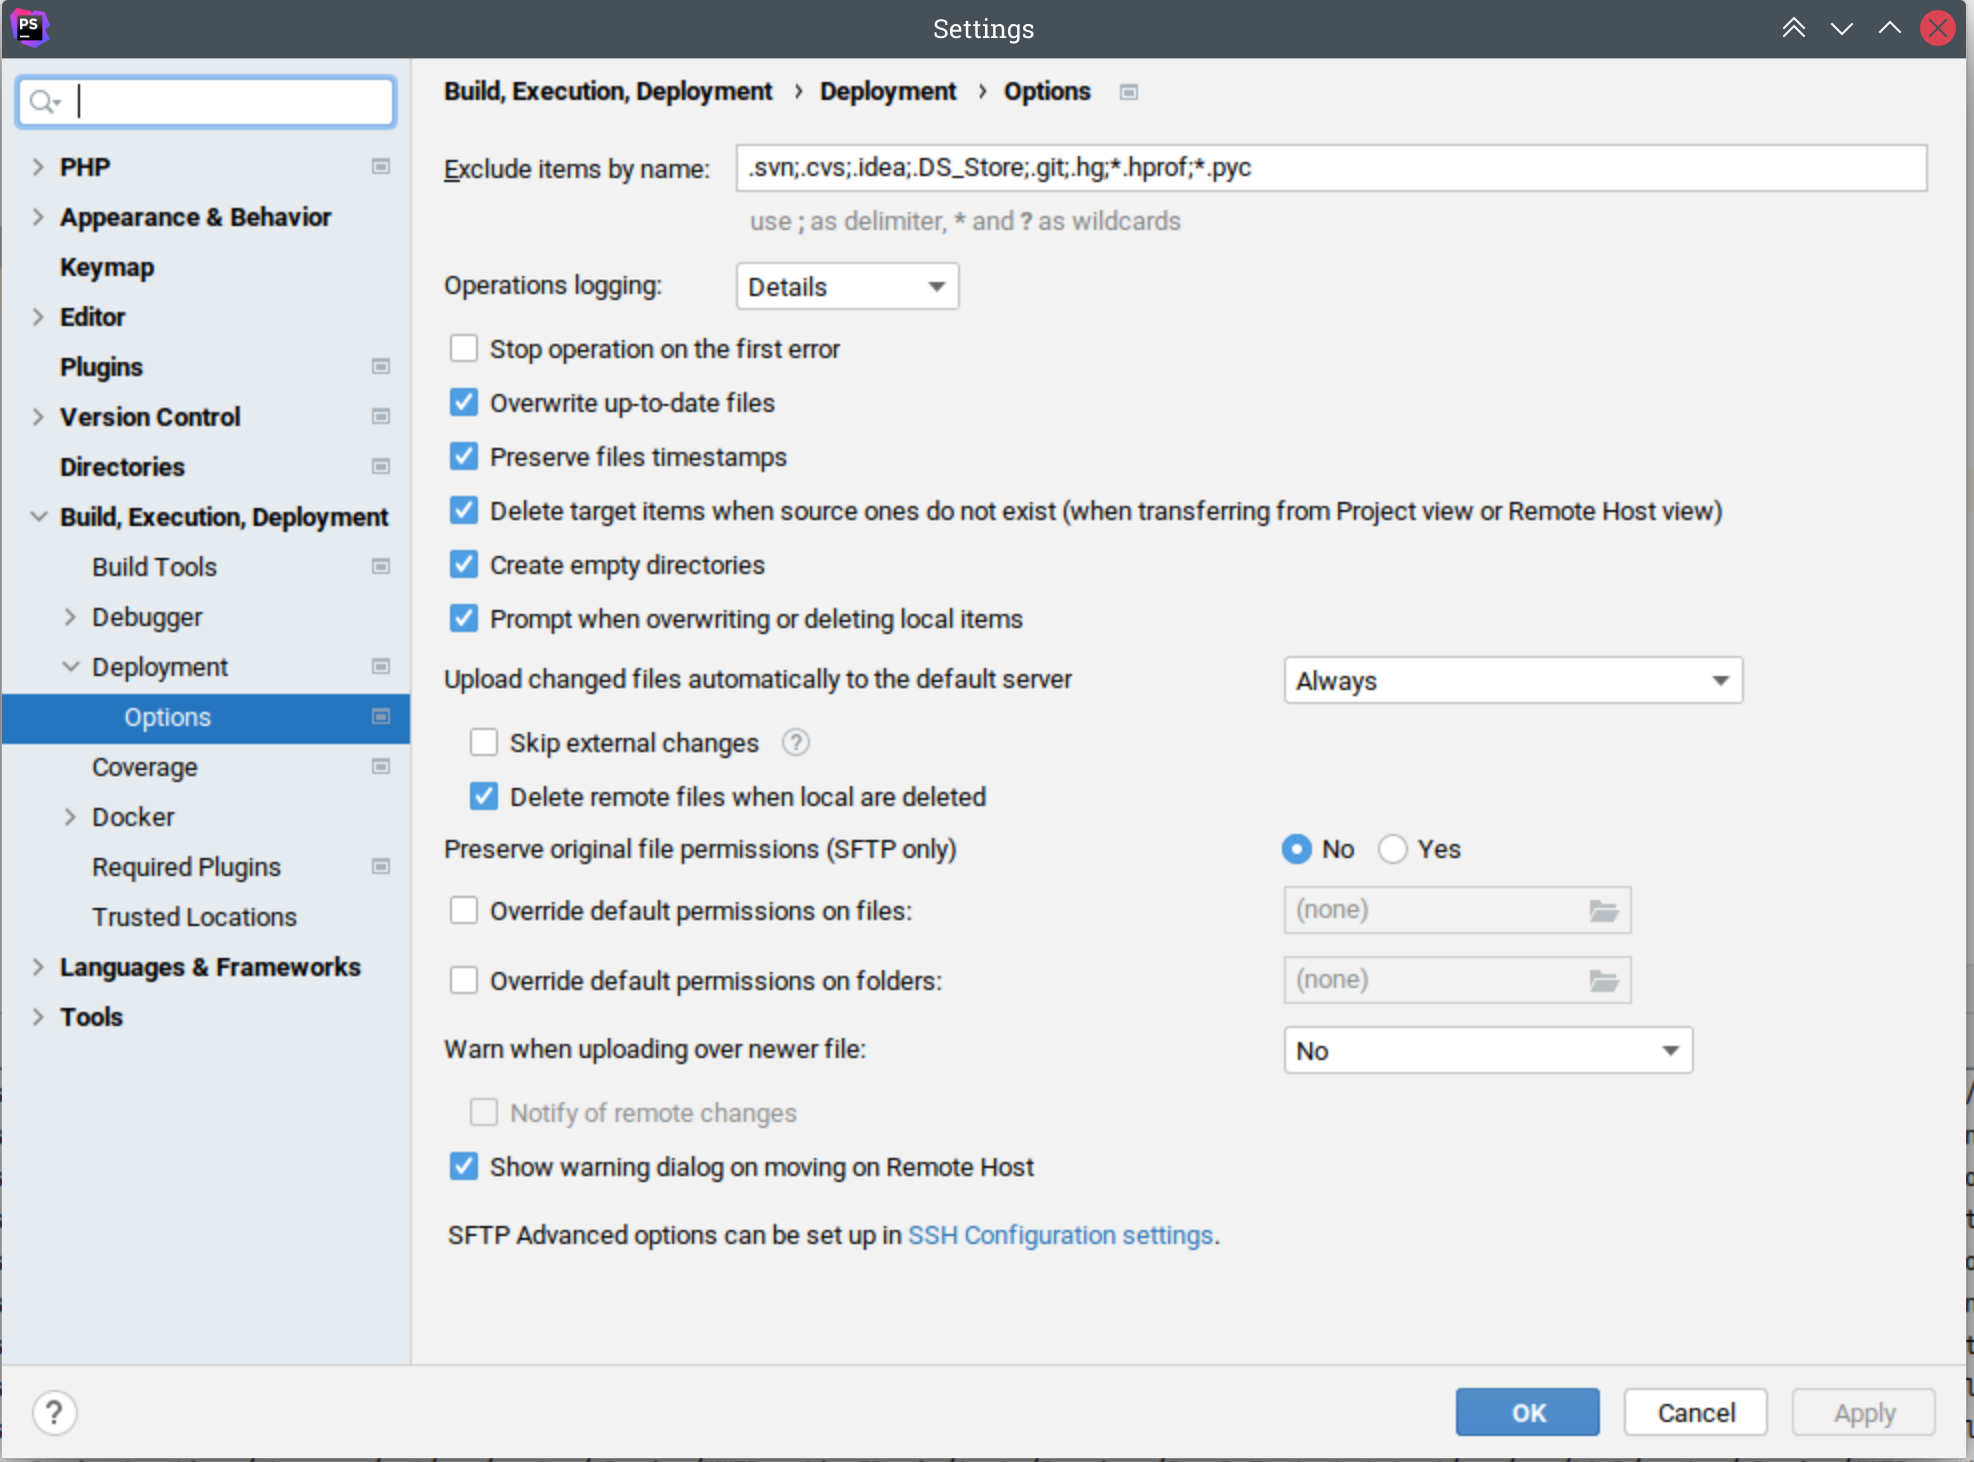 PS
Settings
Build, Execution, Deployment › Deployment › Options
PHP
Appearance & Behavior
Keymap
Editor
Plugins
Version Control
Directories
Build, Execution, Deployment
Build Tools
Debugger
Deployment
Options
Coverage
Docker
Required Plugins
Trusted Locations
Languages & Frameworks
Tools
Exclude items by name: .svn;.cvs;.idea;.DS_Store;.git;.hg;*.hprof;*.pyc
use ; as delimiter, * and ? as wildcards
Operations logging: Details
Stop operation on the first error
Overwrite up-to-date files
Preserve files timestamps
Delete target items when source ones do not exist (when transferring from Project view or Remote Host view)
Create empty directories
Prompt when overwriting or deleting local items
Upload changed files automatically to the default server Always
Skip external changes ?
Delete remote files when local are deleted
Preserve original file permissions (SFTP only) No Yes
Override default permissions on files: (none)
Override default permissions on folders: (none)
Warn when uploading over newer file: No
Notify of remote changes
Show warning dialog on moving on Remote Host
SFTP Advanced options can be set up in SSH Configuration settings.
? OK Cancel Apply